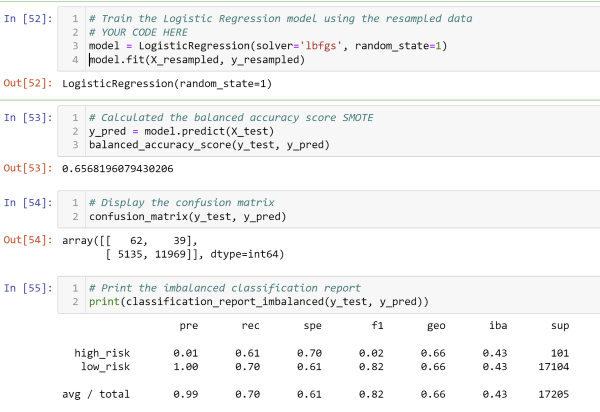 In [52]: 1 # Train the Logistic Regression model using the resampled data
2 # YOUR CODE HERE
3 model = LogisticRegression(solver='lbfgs', random_state=1)
4 model.fit(X_resampled, y_resampled)
Out[52]: LogisticRegression(random_state=1)
In [53]: 1 # Calculated the balanced accuracy score SMOTE
2 y_pred = model.predict(X_test)
3 balanced_accuracy_score(y_test, y_pred)
Out[53]: 0.6568196079430206
In [54]: 1 # Display the confusion matrix
2 confusion_matrix(y_test, y_pred)
Out[54]: array([[   62,    39],
[ 5135, 11969]], dtype=int64)
In [55]: 1 # Print the imbalanced classification report
2 print(classification_report_imbalanced(y_test, y_pred))
pre rec spe f1 geo iba sup
high_risk 0.01 0.61 0.70 0.02 0.66 0.43 101
low_risk 1.00 0.70 0.61 0.82 0.66 0.43 17104
avg / total 0.99 0.70 0.61 0.82 0.66 0.43 17205